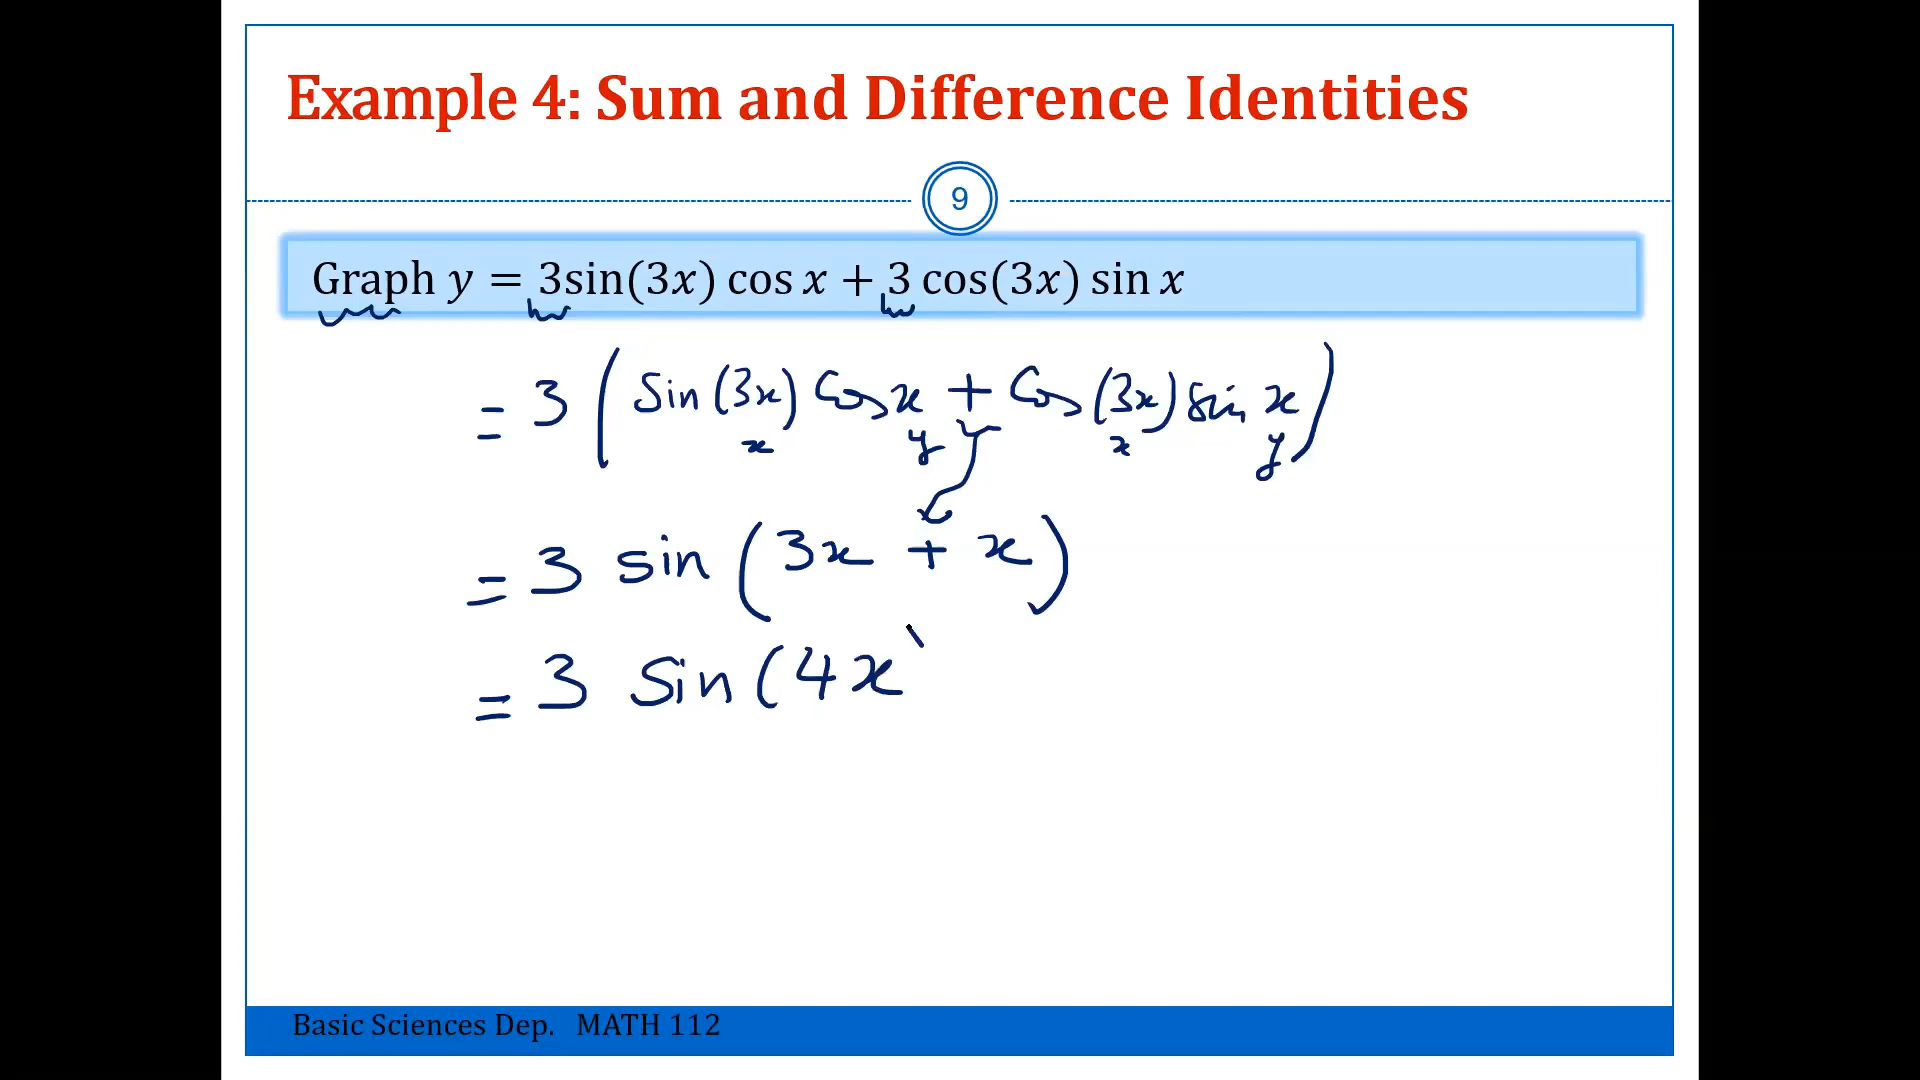 Example 4: Sum and Difference Identities
9
Graph y = 3sin(3x) cos x + 3 cos(3x) sin x
= 3 ( Sin (3x) Cos x + Cos (3x) sin x )
x y x y
= 3 sin ( 3x + x )
= 3 Sin ( 4x
Basic Sciences Dep. MATH 112